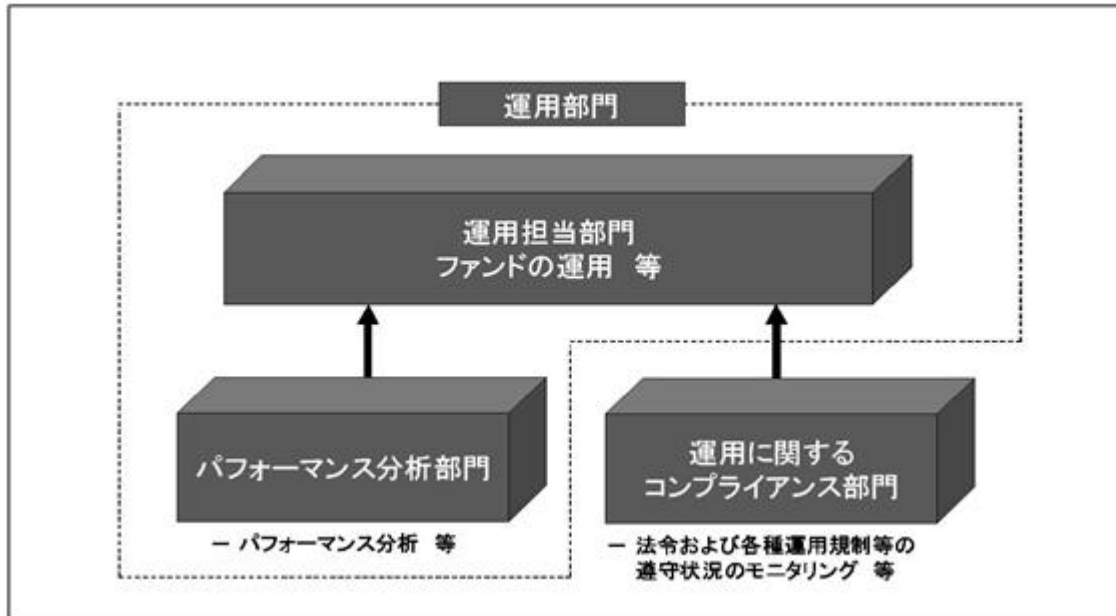 運用部門
運用担当部門
ファンドの運用 等
パフォーマンス分析部門
― パフォーマンス分析 等
運用に関する
コンプライアンス部門
― 法令および各種運用規制等の
遵守状況のモニタリング 等